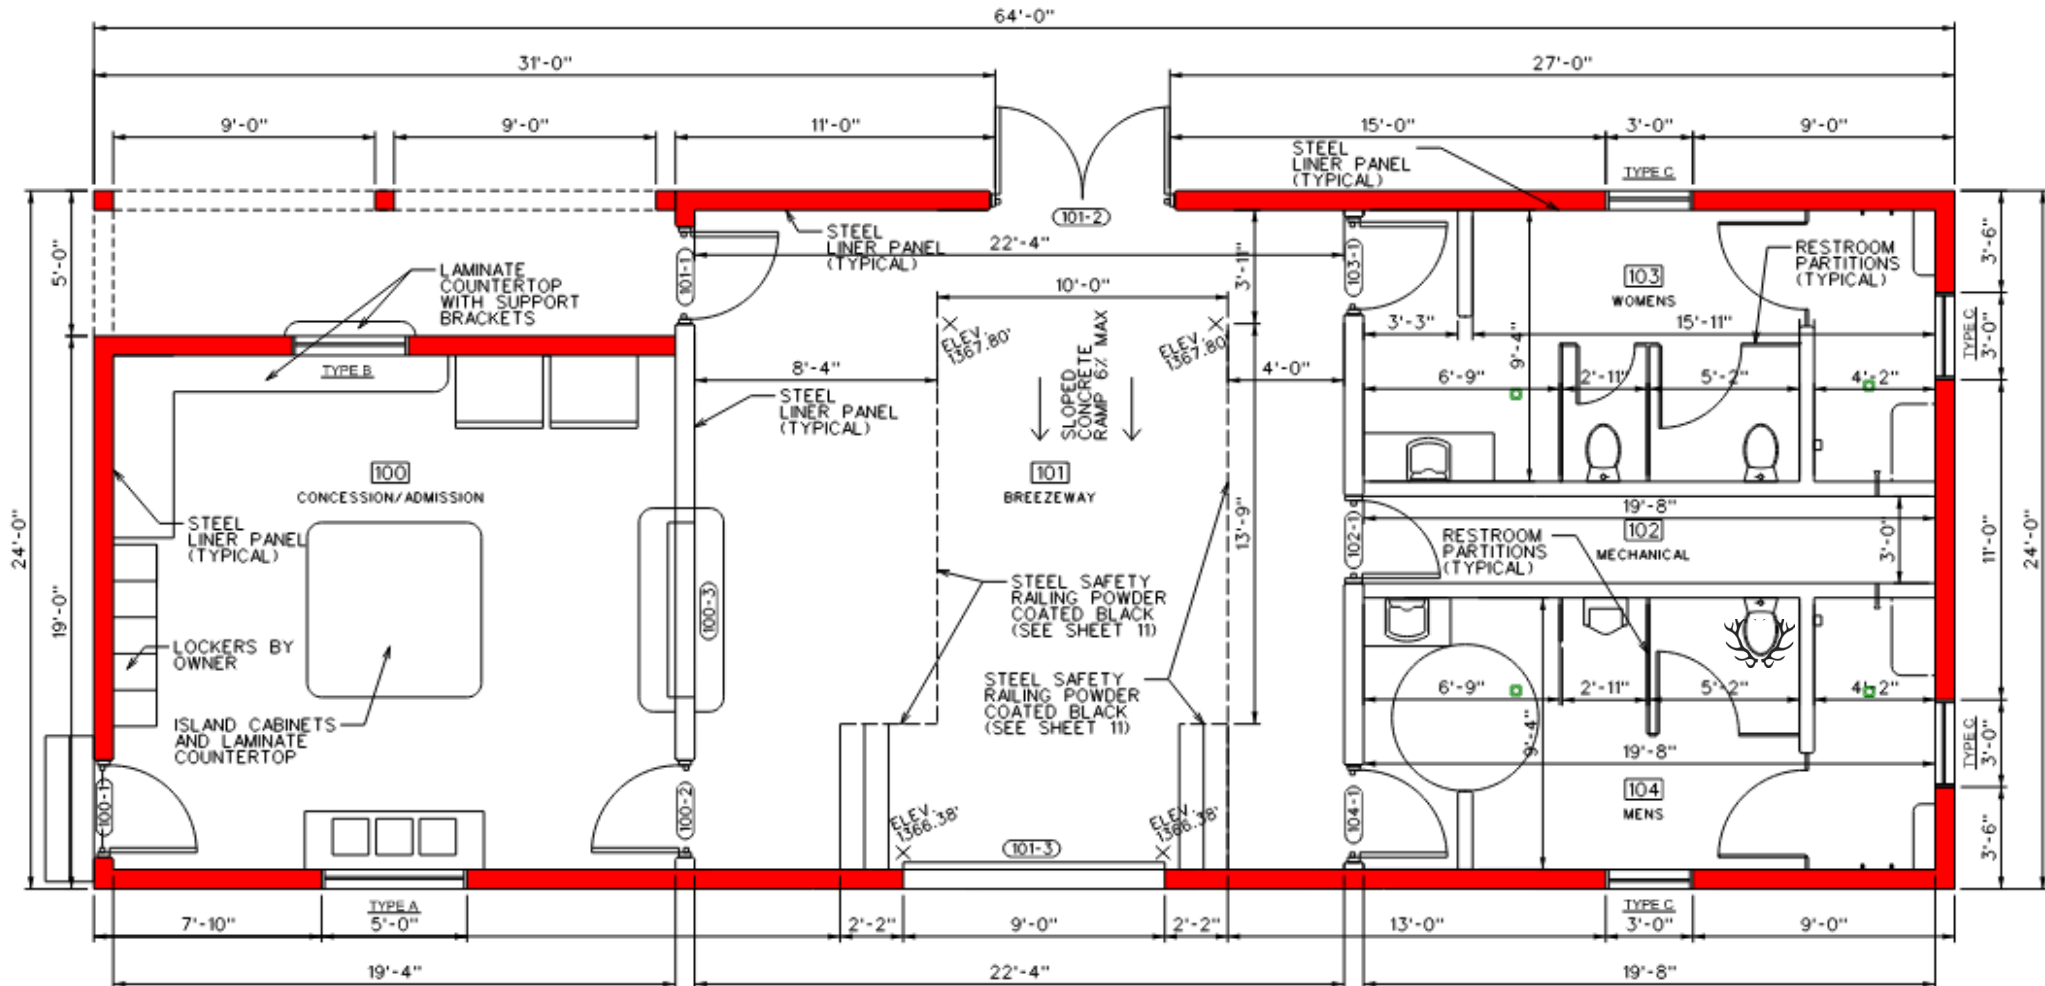 64'-0"
31'-0"
27'-0"
9'-0"
9'-0"
11'-0"
15'-0"
3'-0"
9'-0"
STEEL
LINER PANEL
(TYPICAL)
TYPE C
101-2
STEEL
LINER PANEL
(TYPICAL)
22'-4"
3'-11"
101-1
103-1
103
WOMENS
RESTROOM
PARTITIONS
(TYPICAL)
3'-6"
5'-0"
LAMINATE
COUNTERTOP
WITH SUPPORT
BRACKETS
10'-0"
ELEV.
1367.80'
ELEV.
1367.80'
3'-3"
15'-11"
9'-4"
TYPE C
3'-0"
TYPE B
8'-4"
4'-0"
SLOPED
CONCRETE
RAMP 6% MAX
6'-9"
2'-11"
5'-2"
4'-2"
STEEL
LINER PANEL
(TYPICAL)
100
CONCESSION/ADMISSION
101
BREEZEWAY
24'-0"
19'-0"
STEEL
LINER PANEL
(TYPICAL)
13'-9"
102-1
19'-8"
102
MECHANICAL
3'-0"
RESTROOM
PARTITIONS
(TYPICAL)
11'-0"
24'-0"
100-3
STEEL SAFETY
RAILING POWDER
COATED BLACK
(SEE SHEET 11)
LOCKERS BY
OWNER
STEEL SAFETY
RAILING POWDER
COATED BLACK
(SEE SHEET 11)
6'-9"
2'-11"
5'-2"
4'-2"
ISLAND CABINETS
AND LAMINATE
COUNTERTOP
9'-4"
19'-8"
TYPE C
3'-0"
100-1
100-2
ELEV.
1366.38'
ELEV.
1366.38'
101-3
104-1
104
MENS
3'-6"
TYPE A
TYPE C
7'-10"
5'-0"
2'-2"
9'-0"
2'-2"
13'-0"
3'-0"
9'-0"
19'-4"
22'-4"
19'-8"